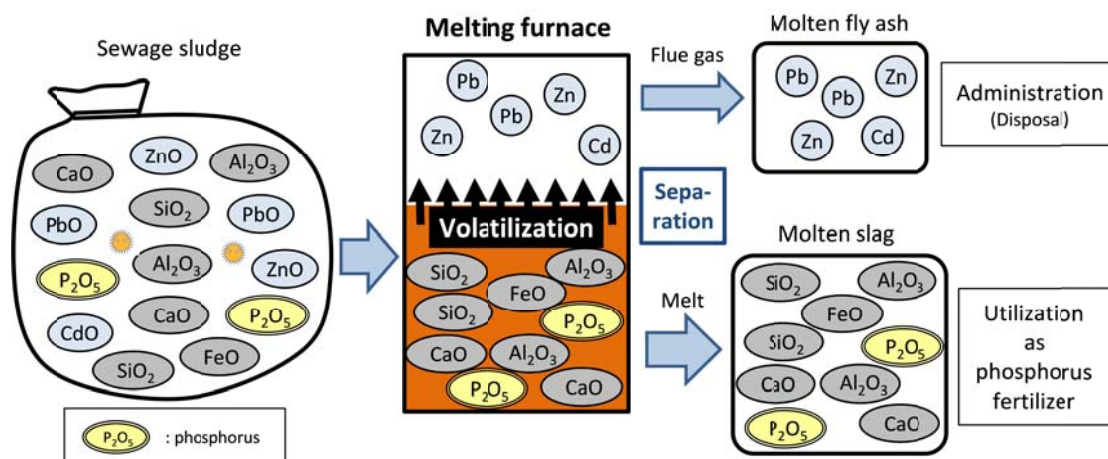 Sewage sludge
CaO
ZnO
Al₂O₃
PbO
SiO₂
PbO
P₂O₅
Al₂O₃
ZnO
CdO
CaO
P₂O₅
SiO₂
FeO
P₂O₅ : phosphorus
Melting furnace
Pb
Zn
Pb
Zn
Cd
Volatilization
SiO₂
Al₂O₃
FeO
SiO₂
P₂O₅
CaO
Al₂O₃
P₂O₅
CaO
Flue gas
Sepa-
ration
Melt
Molten fly ash
Pb
Zn
Pb
Zn
Cd
Administration
(Disposal)
Molten slag
SiO₂
Al₂O₃
FeO
SiO₂
P₂O₅
CaO
Al₂O₃
P₂O₅
CaO
Utilization
as
phosphorus
fertilizer